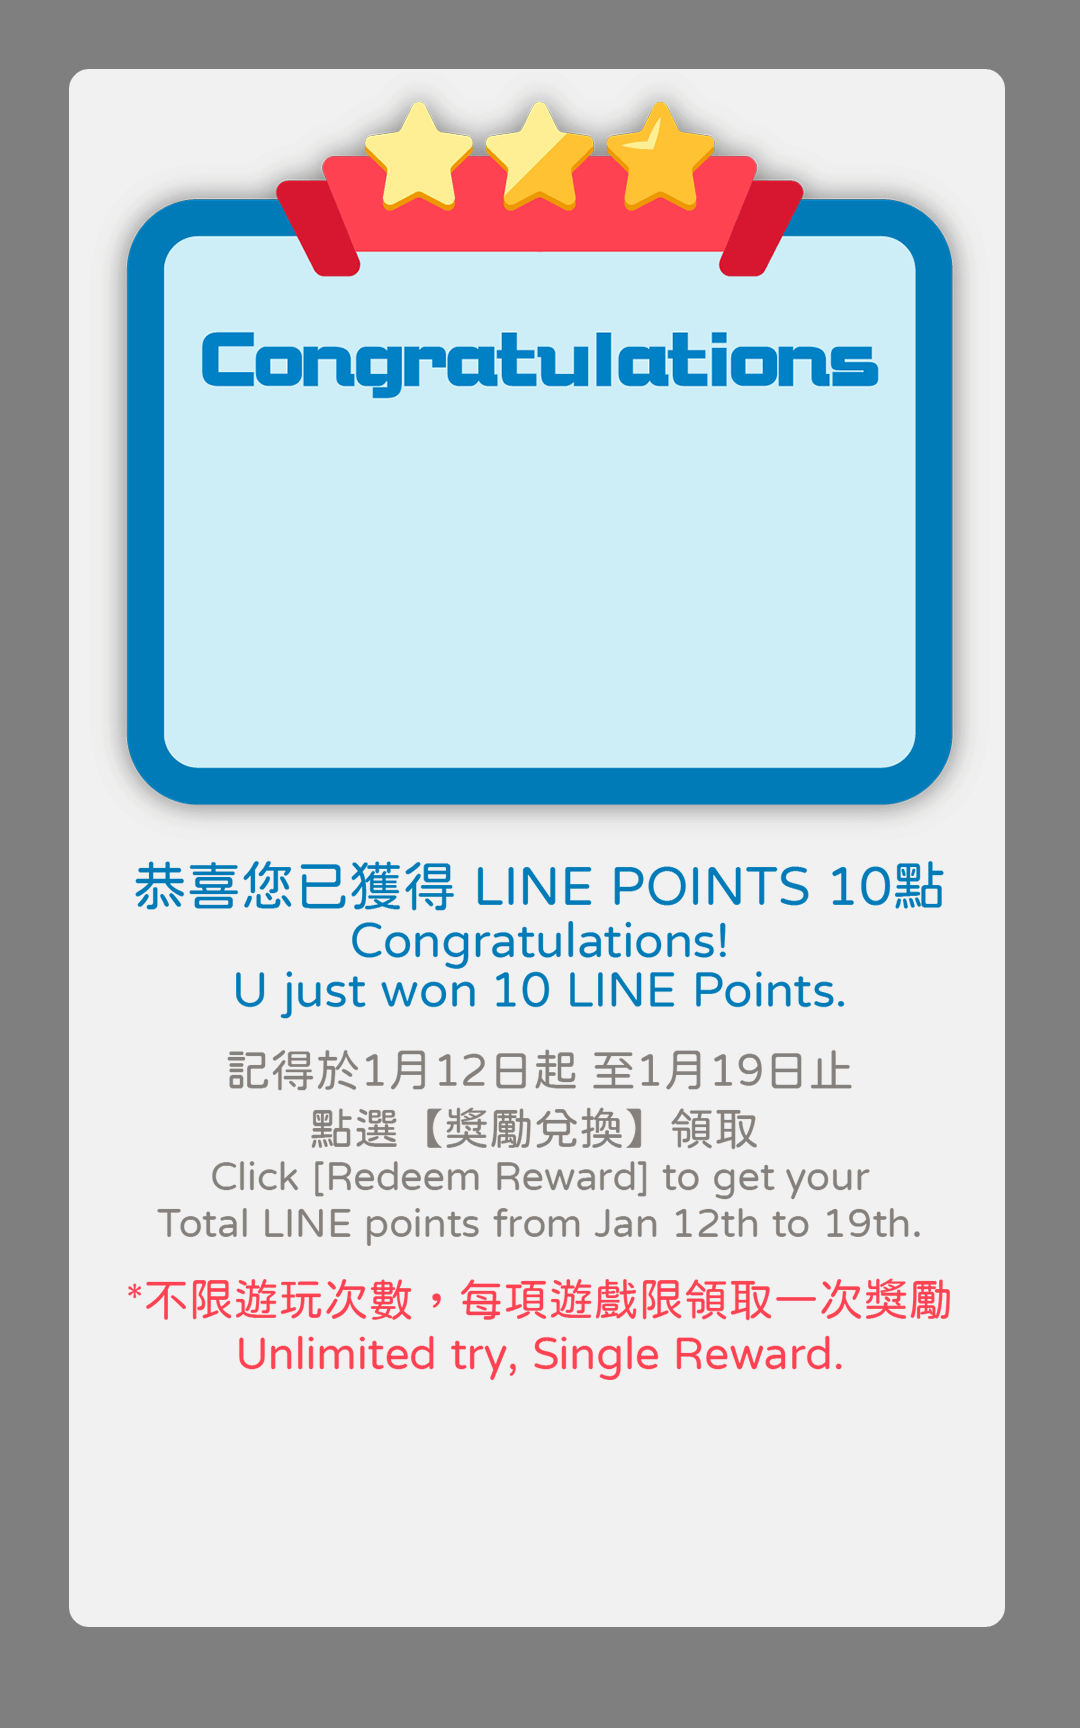 Congratulations
恭喜您已獲得 LINE POINTS 10點
Congratulations!
U just won 10 LINE Points.
記得於1月12日起 至1月19日止
點選【獎勵兌換】領取
Click [Redeem Reward] to get your
Total LINE points from Jan 12th to 19th.
*不限遊玩次數，每項遊戲限領取一次獎勵
Unlimited try, Single Reward.